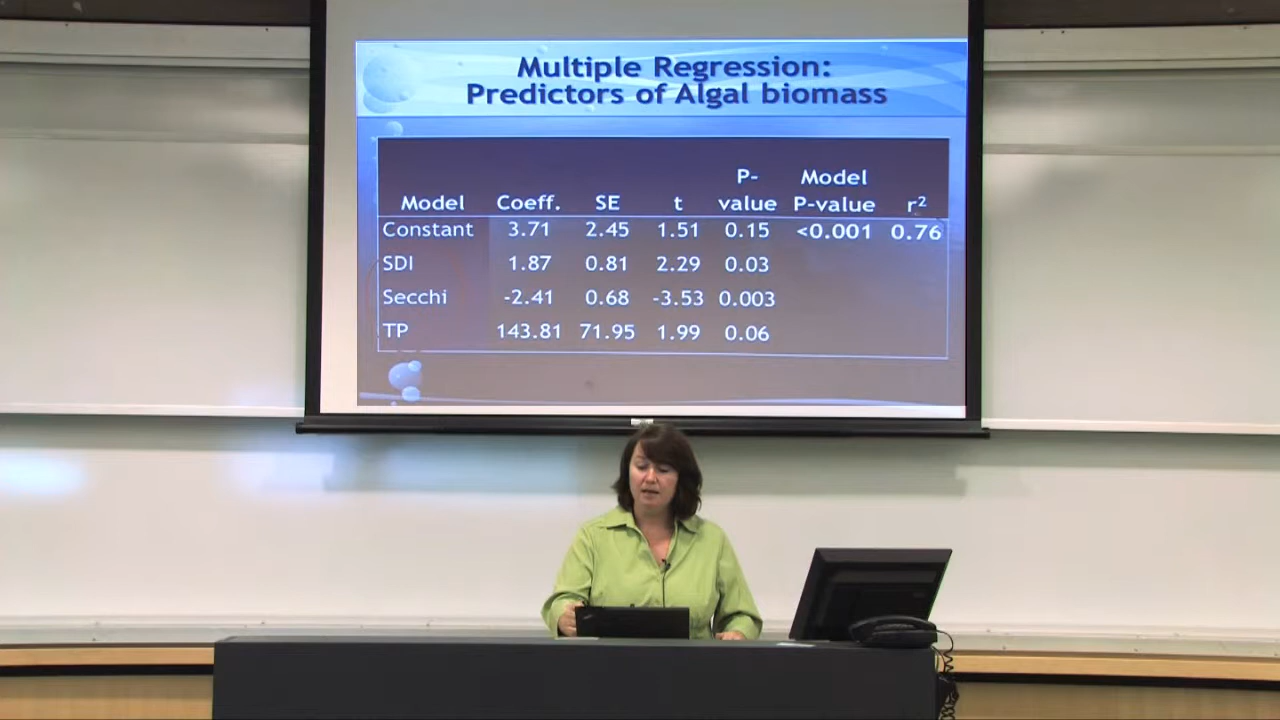 Multiple Regression:
Predictors of Algal biomass
Model Coeff. SE t P-value Model P-value r²
Constant 3.71 2.45 1.51 0.15 <0.001 0.76
SDI 1.87 0.81 2.29 0.03
Secchi -2.41 0.68 -3.53 0.003
TP 143.81 71.95 1.99 0.06